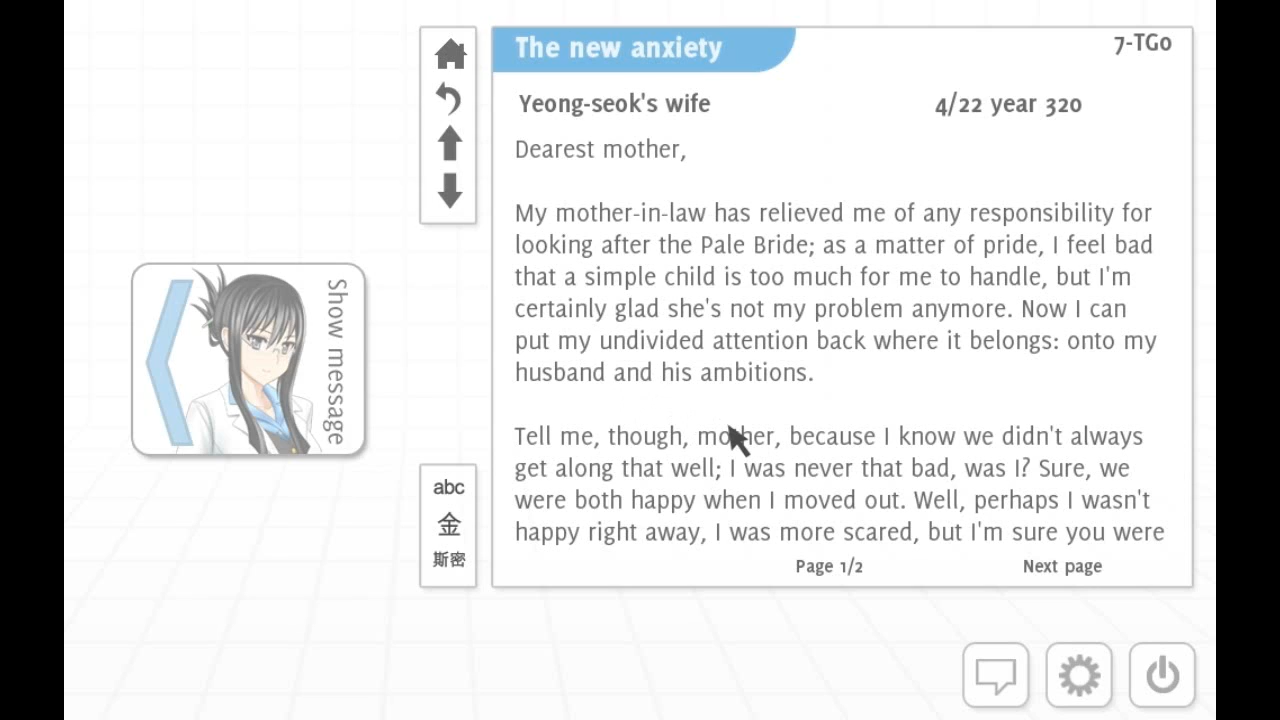 The new anxiety
7-TG0
Yeong-seok's wife
4/22 year 320
Dearest mother,
My mother-in-law has relieved me of any responsibility for
looking after the Pale Bride; as a matter of pride, I feel bad
that a simple child is too much for me to handle, but I'm
certainly glad she's not my problem anymore. Now I can
put my undivided attention back where it belongs: onto my
husband and his ambitions.
Tell me, though, mother, because I know we didn't always
get along that well; I was never that bad, was I? Sure, we
were both happy when I moved out. Well, perhaps I wasn't
happy right away, I was more scared, but I'm sure you were
Page 1/2
Next page
Show message
abc
金
斯密